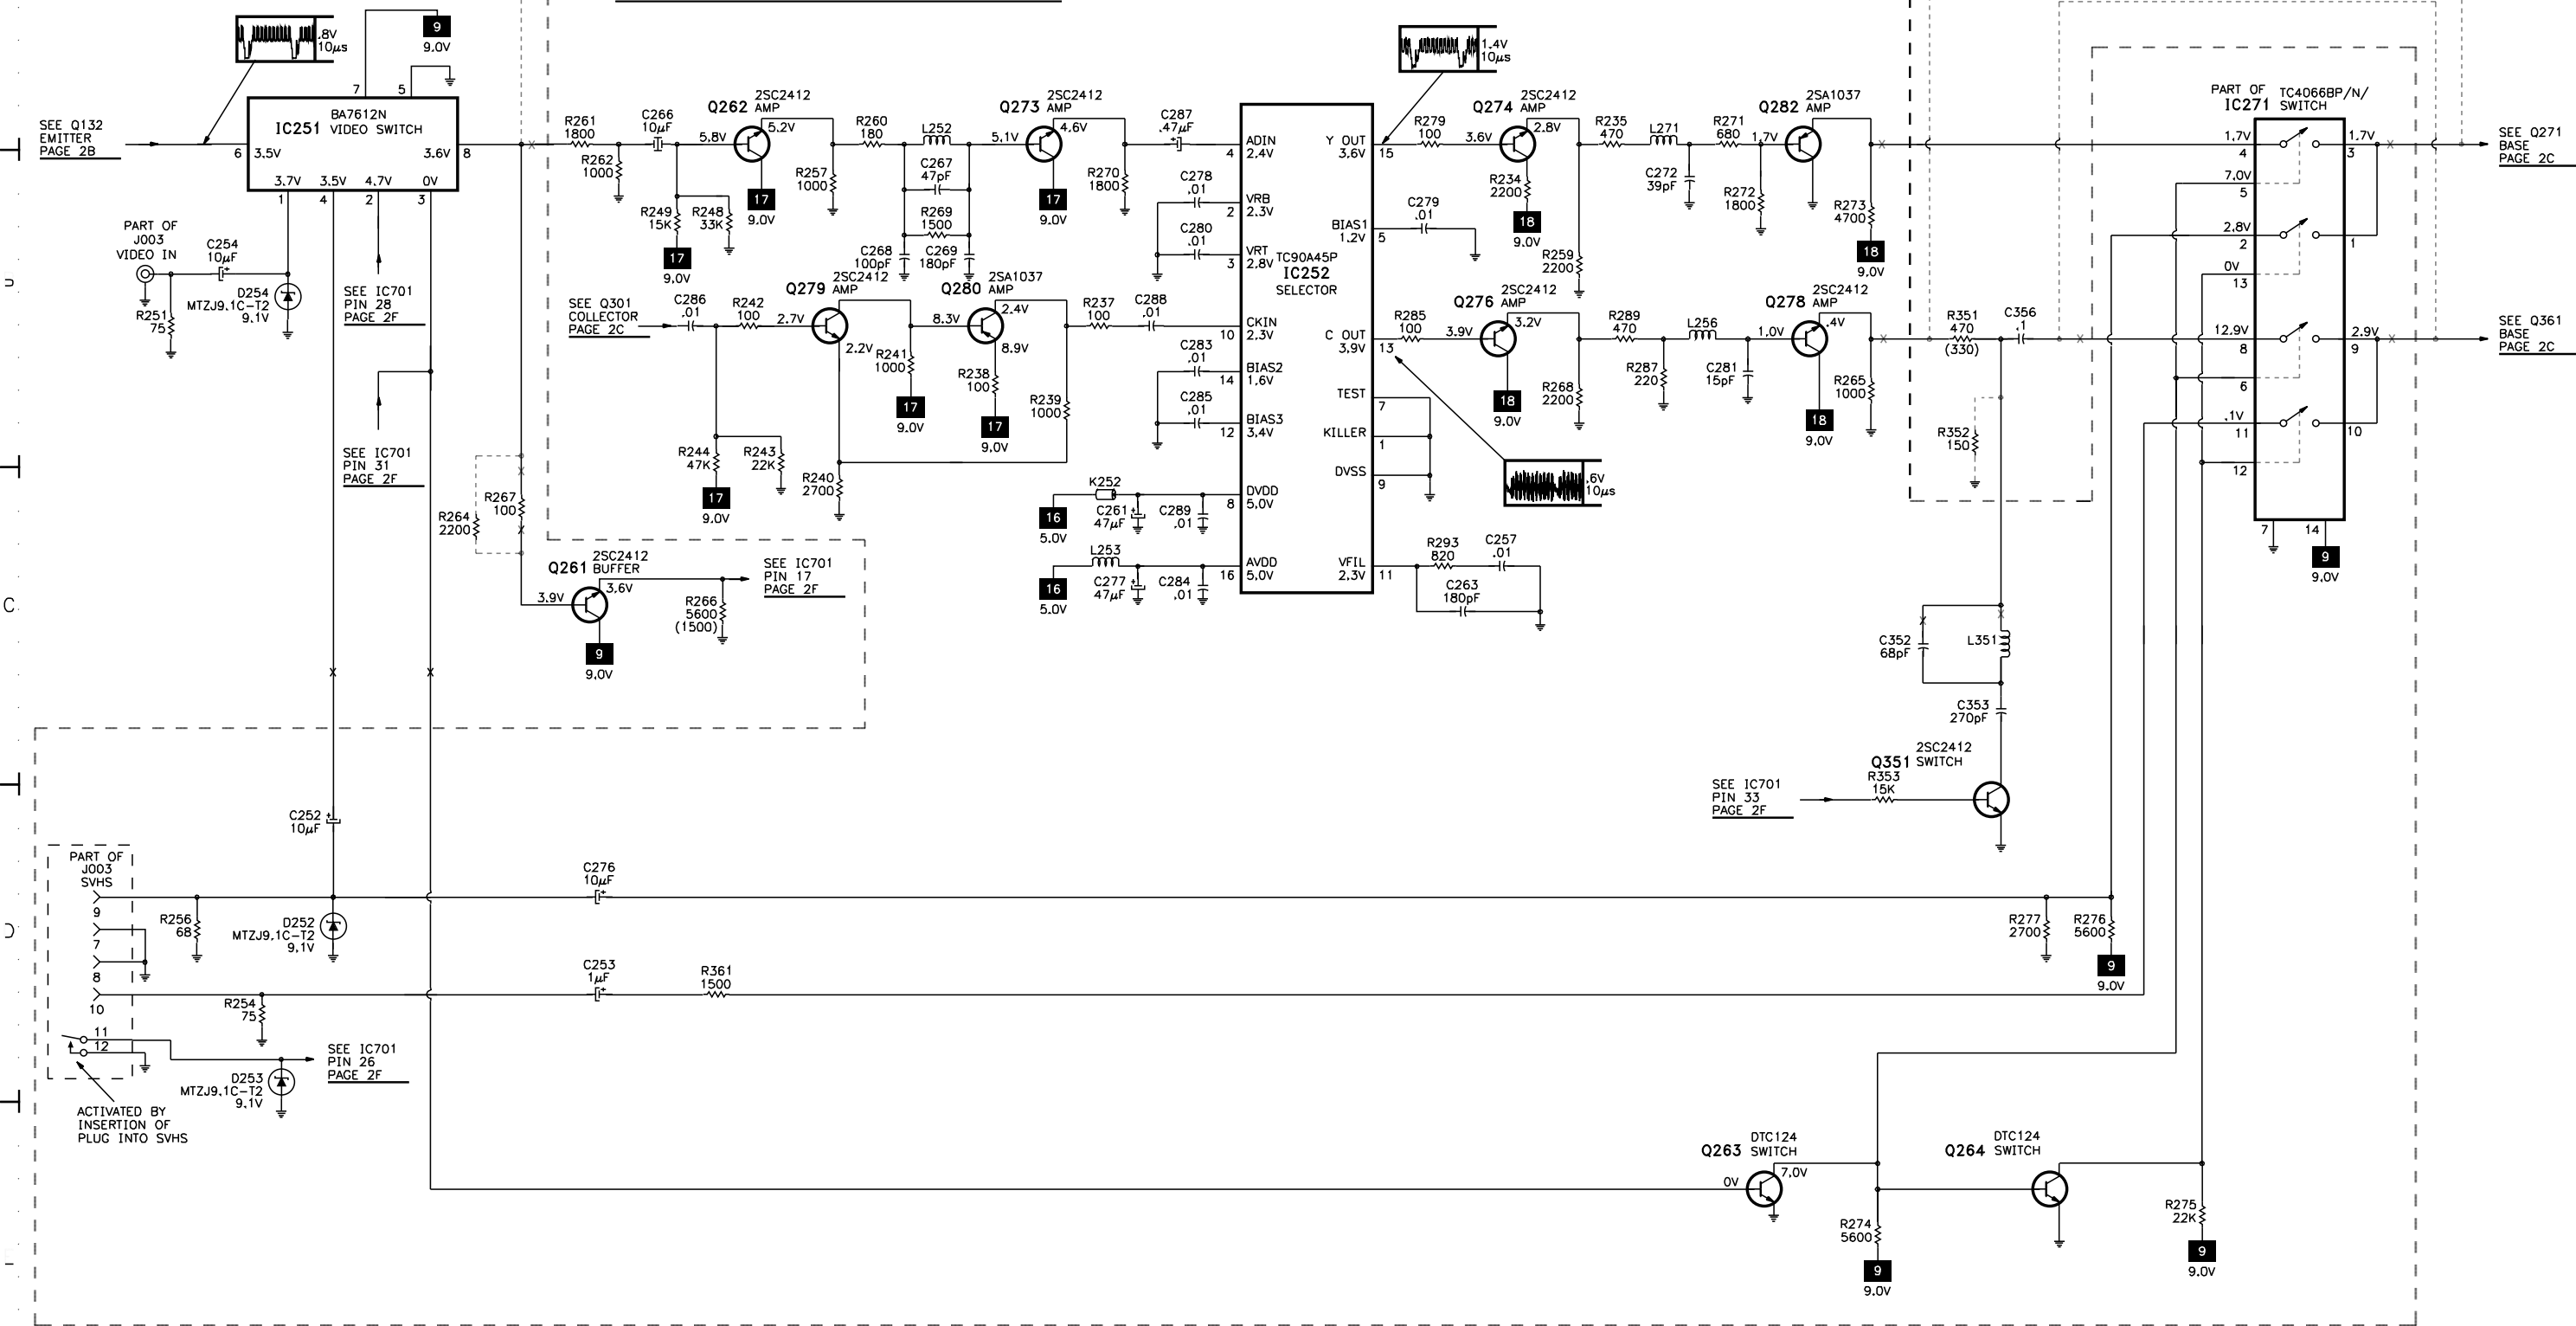 .8V
10µs
9
9.0V
7
5
BA7612N
IC251 VIDEO SWITCH
SEE Q132
EMITTER
PAGE 2B
6
3.5V
3.6V
8
3.7V
3.5V
4.7V
0V
1
4
2
3
PART OF
J003
VIDEO IN
C254
10µF
R251
75
D254
MTZJ9.1C-T2
9.1V
SEE IC701
PIN 28
PAGE 2F
SEE IC701
PIN 31
PAGE 2F
R264
2200
R267
100
R261
1800
R262
1000
C266
10µF
R249
15K
R248
33K
17
9.0V
Q262
2SC2412
AMP
5.8V
5.2V
17
9.0V
R257
1000
R260
180
L252
C267
47pF
R269
1500
C268
100pF
C269
180pF
Q273
2SC2412
AMP
5.1V
4.6V
17
9.0V
R270
1800
C287
.47µF
SEE Q301
COLLECTOR
PAGE 2C
C286
.01
R242
100
R244
47K
R243
22K
17
9.0V
Q279
2SC2412
AMP
2.7V
2.2V
R240
2700
R241
1000
17
9.0V
Q280
2SA1037
AMP
8.3V
2.4V
8.9V
R238
100
17
9.0V
R239
1000
R237
100
C288
.01
C278
.01
C280
.01
C283
.01
C285
.01
K252
16
5.0V
C261
47µF
C289
.01
L253
16
5.0V
C277
47µF
C284
.01
TC90A45P
IC252
SELECTOR
4
ADIN
2.4V
2
VRB
2.3V
3
VRT
2.8V
10
CKIN
2.3V
14
BIAS2
1.6V
12
BIAS3
3.4V
8
DVDD
5.0V
16
AVDD
5.0V
Y OUT
3.6V
15
BIAS1
1.2V
5
C OUT
3.9V
13
TEST
7
KILLER
1
DVSS
9
VFIL
2.3V
11
1.4V
10µs
.6V
10µs
C279
.01
R293
820
C257
.01
C263
180pF
R279
100
Q274
2SC2412
AMP
3.6V
2.8V
R234
2200
18
9.0V
R259
2200
R235
470
L271
C272
39pF
R271
680
R272
1800
Q282
2SA1037
AMP
1.7V
R273
4700
18
9.0V
R285
100
Q276
2SC2412
AMP
3.9V
3.2V
18
9.0V
R268
2200
R289
470
R287
220
L256
C281
15pF
Q278
2SC2412
AMP
1.0V
.4V
18
9.0V
R265
1000
R351
470
(330)
C356
.1
R352
150
C352
68pF
L351
C353
270pF
Q351
2SC2412
SWITCH
R353
15K
SEE IC701
PIN 33
PAGE 2F
PART OF
IC271
TC4066BP/N/
SWITCH
1.7V
4
1.7V
3
7.0V
5
2.8V
2
1
0V
13
12.9V
8
2.9V
9
6
.1V
11
10
12
7
14
9
9.0V
SEE Q271
BASE
PAGE 2C
SEE Q361
BASE
PAGE 2C
Q261
2SC2412
BUFFER
3.9V
3.6V
9
9.0V
R266
5600
(1500)
SEE IC701
PIN 17
PAGE 2F
C
C252
10µF
PART OF
J003
SVHS
9
7
8
10
11
12
R256
68
D252
MTZJ9.1C-T2
9.1V
C276
10µF
C253
1µF
R361
1500
R254
75
D253
MTZJ9.1C-T2
9.1V
SEE IC701
PIN 26
PAGE 2F
ACTIVATED BY
INSERTION OF
PLUG INTO SVHS
R277
2700
R276
5600
9
9.0V
Q263
DTC124
SWITCH
0V
7.0V
R274
5600
9
9.0V
Q264
DTC124
SWITCH
R275
22K
9
9.0V